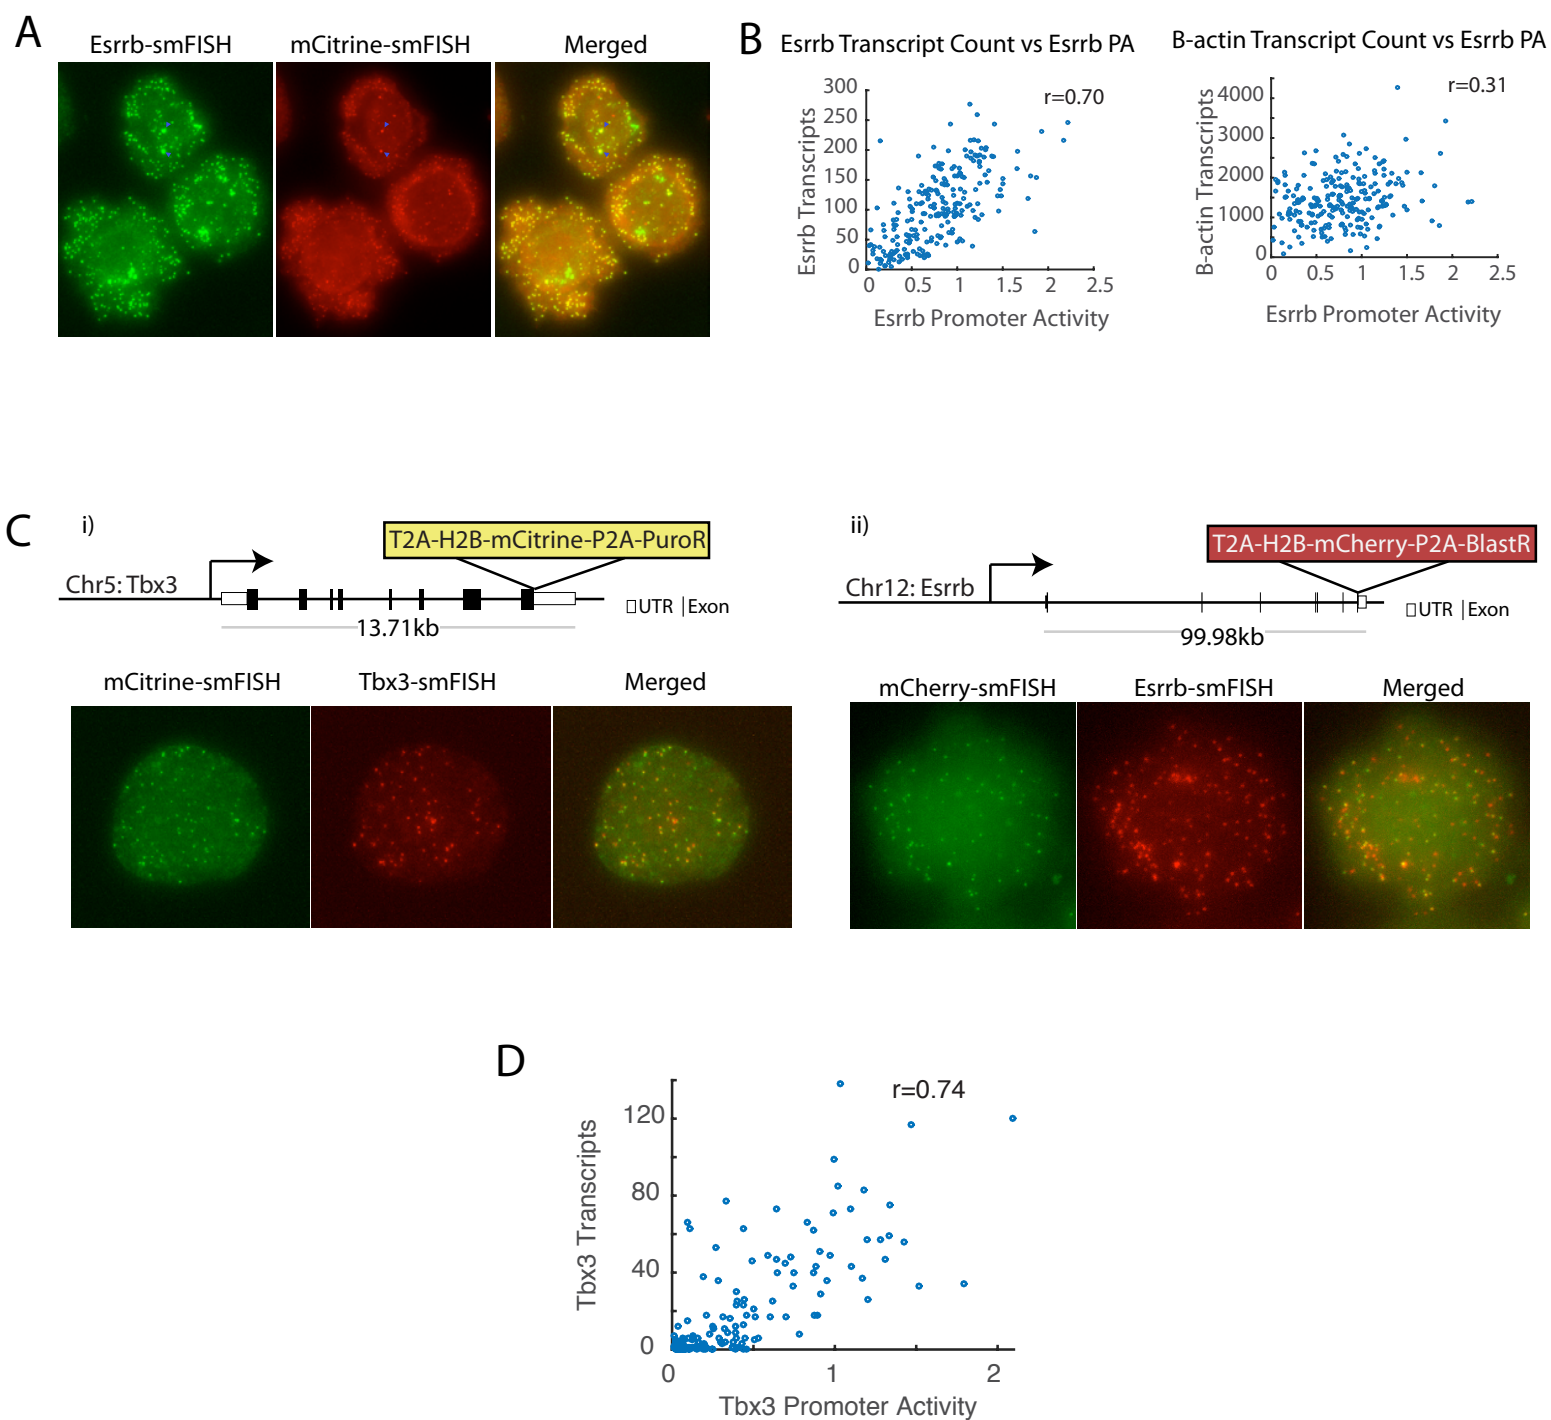 A
Esrrb-smFISH
mCitrine-smFISH
Merged
B
Esrrb Transcript Count vs Esrrb PA
r=0.70
Esrrb Transcripts
300
250
200
150
100
50
0
0 0.5 1 1.5 2 2.5
Esrrb Promoter Activity
B-actin Transcript Count vs Esrrb PA
r=0.31
B-actin Transcripts
4000
3000
2000
1000
0
0 0.5 1 1.5 2 2.5
Esrrb Promoter Activity
C
i)
T2A-H2B-mCitrine-P2A-PuroR
Chr5: Tbx3
UTR |Exon
13.71kb
mCitrine-smFISH
Tbx3-smFISH
Merged
ii)
T2A-H2B-mCherry-P2A-BlastR
Chr12: Esrrb
UTR |Exon
99.98kb
mCherry-smFISH
Esrrb-smFISH
Merged
D
r=0.74
Tbx3 Transcripts
120
80
40
0
0 1 2
Tbx3 Promoter Activity